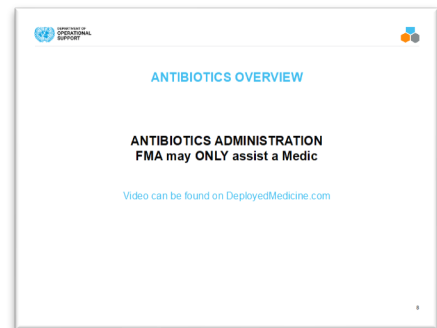 DEPARTMENT OF
OPERATIONAL
SUPPORT
ANTIBIOTICS OVERVIEW
ANTIBIOTICS ADMINISTRATION
FMA may ONLY assist a Medic
Video can be found on DeployedMedicine.com